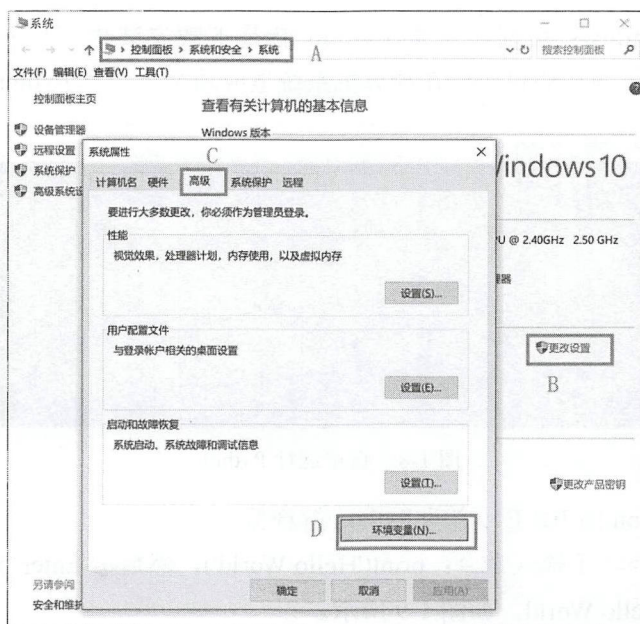 系统
控制面板 > 系统和安全 > 系统
A
搜索控制面板
文件(F) 编辑(E) 查看(V) 工具(T)
控制面板主页
查看有关计算机的基本信息
设备管理器
Windows 版本
远程设置
系统保护
高级系统设
Windows 10
U @ 2.40GHz 2.50 GHz
更改设置
B
更改产品密钥
系统属性
C
计算机名 硬件 高级 系统保护 远程
要进行大多数更改，你必须作为管理员登录。
性能
视觉效果，处理器计划，内存使用，以及虚拟内存
设置(S)...
用户配置文件
与登录帐户相关的桌面设置
设置(E)...
启动和故障恢复
系统启动、系统故障和调试信息
设置(T)...
D
环境变量(N)...
确定 取消 应用(A)
另请参阅
安全和维护